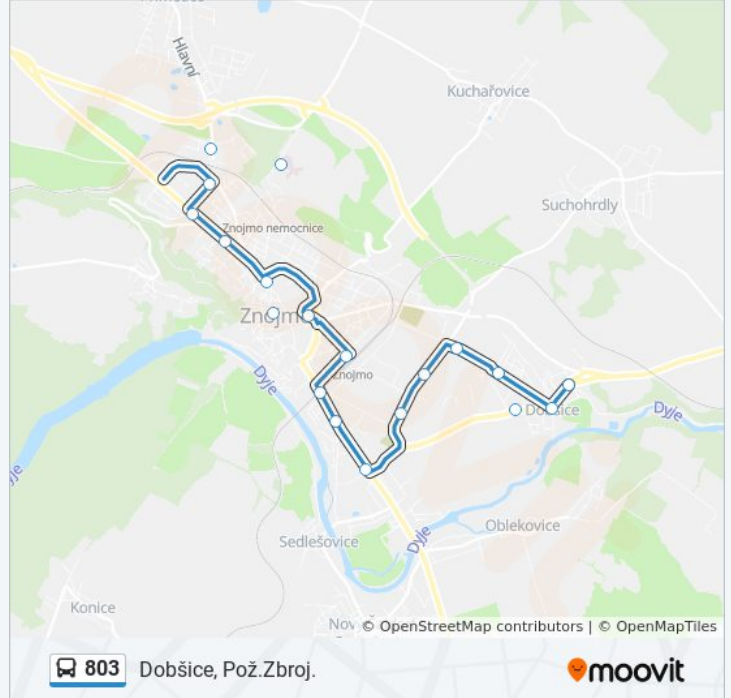 Hlavní
Kuchařovice
Suchohrdly
Znojmo nemocnice
Znojmo
Znojmo
Dyje
Dobšice
Dyje
Dyje
Oblekovice
Sedlešovice
Konice
© OpenStreetMap contributors | © OpenMapTiles
803 Dobšice, Pož.Zbroj.
moovit